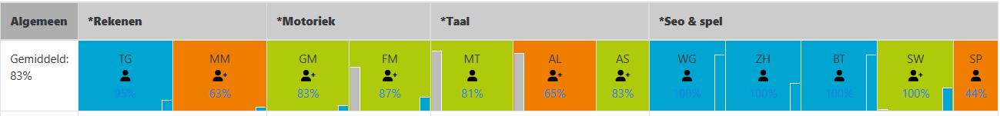 Algemeen *Rekenen *Motoriek *Taal *Seo & spel
Gemiddeld: TG MM GM FM MT AL AS WG ZH BT SW SP
83% 95% 63% 83% 87% 81% 65% 83% 100% 100% 100% 100% 44%